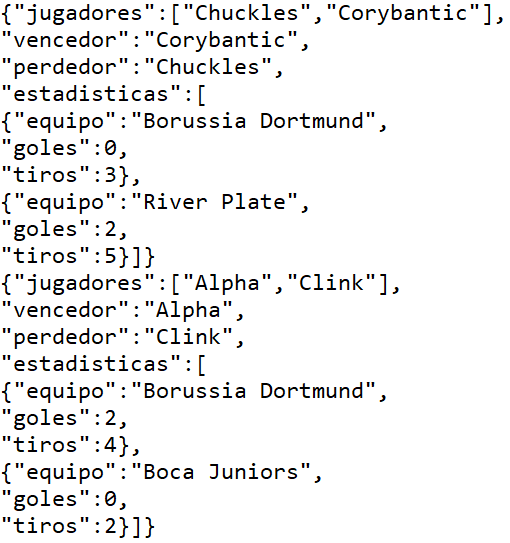 {"jugadores":["Chuckles","Corybantic"],
"vencedor":"Corybantic",
"perdedor":"Chuckles",
"estadisticas":[
{"equipo":"Borussia Dortmund",
"goles":0,
"tiros":3},
{"equipo":"River Plate",
"goles":2,
"tiros":5}]}
{"jugadores":["Alpha","Clink"],
"vencedor":"Alpha",
"perdedor":"Clink",
"estadisticas":[
{"equipo":"Borussia Dortmund",
"goles":2,
"tiros":4},
{"equipo":"Boca Juniors",
"goles":0,
"tiros":2}]}